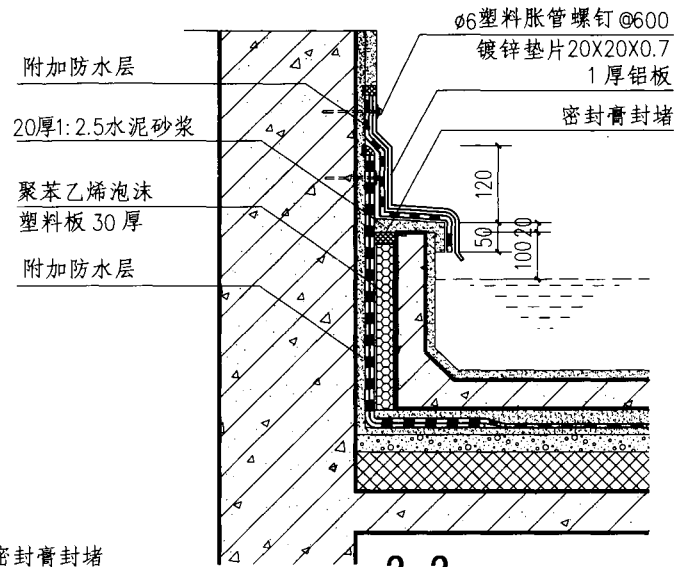 ø6塑料胀管螺钉@600
镀锌垫片20X20X0.7
1厚铝板
密封膏封堵
附加防水层
20厚1:2.5水泥砂浆
聚苯乙烯泡沫
塑料板30厚
附加防水层
120
20
50
100
密封膏封堵